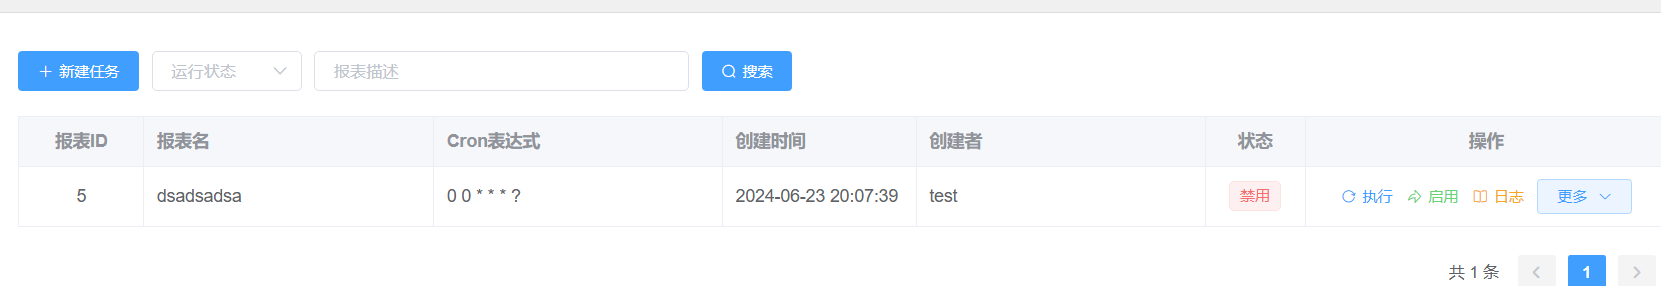 新建任务 运行状态 报表描述 搜索
报表ID 报表名 Cron表达式 创建时间 创建者 状态 操作
5 dsadsadsa 0 0 * * * ? 2024-06-23 20:07:39 test 禁用 执行 启用 日志 更多
共 1 条 1